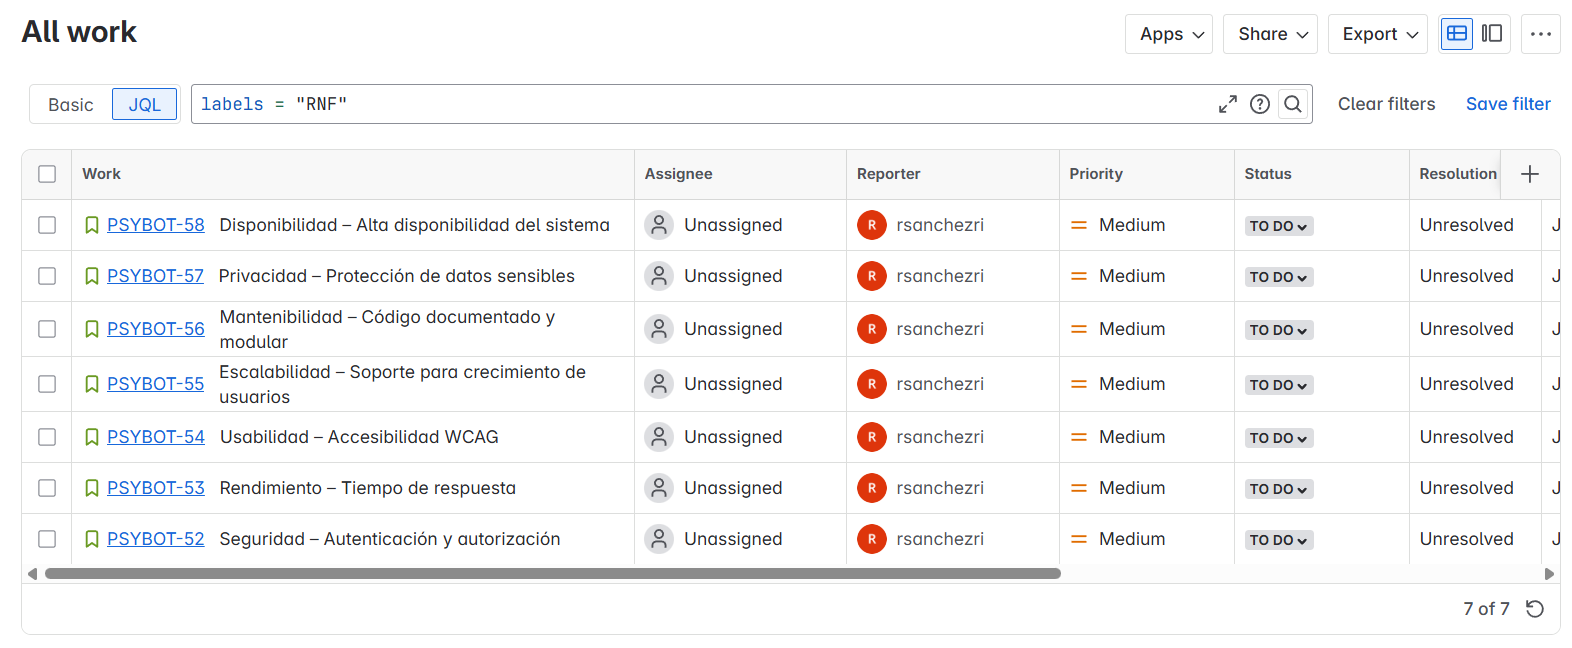 All work
Apps Share Export
Basic JQL labels = "RNF" Clear filters Save filter
Work Assignee Reporter Priority Status Resolution
PSYBOT-58 Disponibilidad – Alta disponibilidad del sistema Unassigned R rsanchezri Medium TO DO Unresolved J
PSYBOT-57 Privacidad – Protección de datos sensibles Unassigned R rsanchezri Medium TO DO Unresolved J
PSYBOT-56 Mantenibilidad – Código documentado y
modular Unassigned R rsanchezri Medium TO DO Unresolved J
PSYBOT-55 Escalabilidad – Soporte para crecimiento de
usuarios Unassigned R rsanchezri Medium TO DO Unresolved J
PSYBOT-54 Usabilidad – Accesibilidad WCAG Unassigned R rsanchezri Medium TO DO Unresolved J
PSYBOT-53 Rendimiento – Tiempo de respuesta Unassigned R rsanchezri Medium TO DO Unresolved J
PSYBOT-52 Seguridad – Autenticación y autorización Unassigned R rsanchezri Medium TO DO Unresolved J
7 of 7